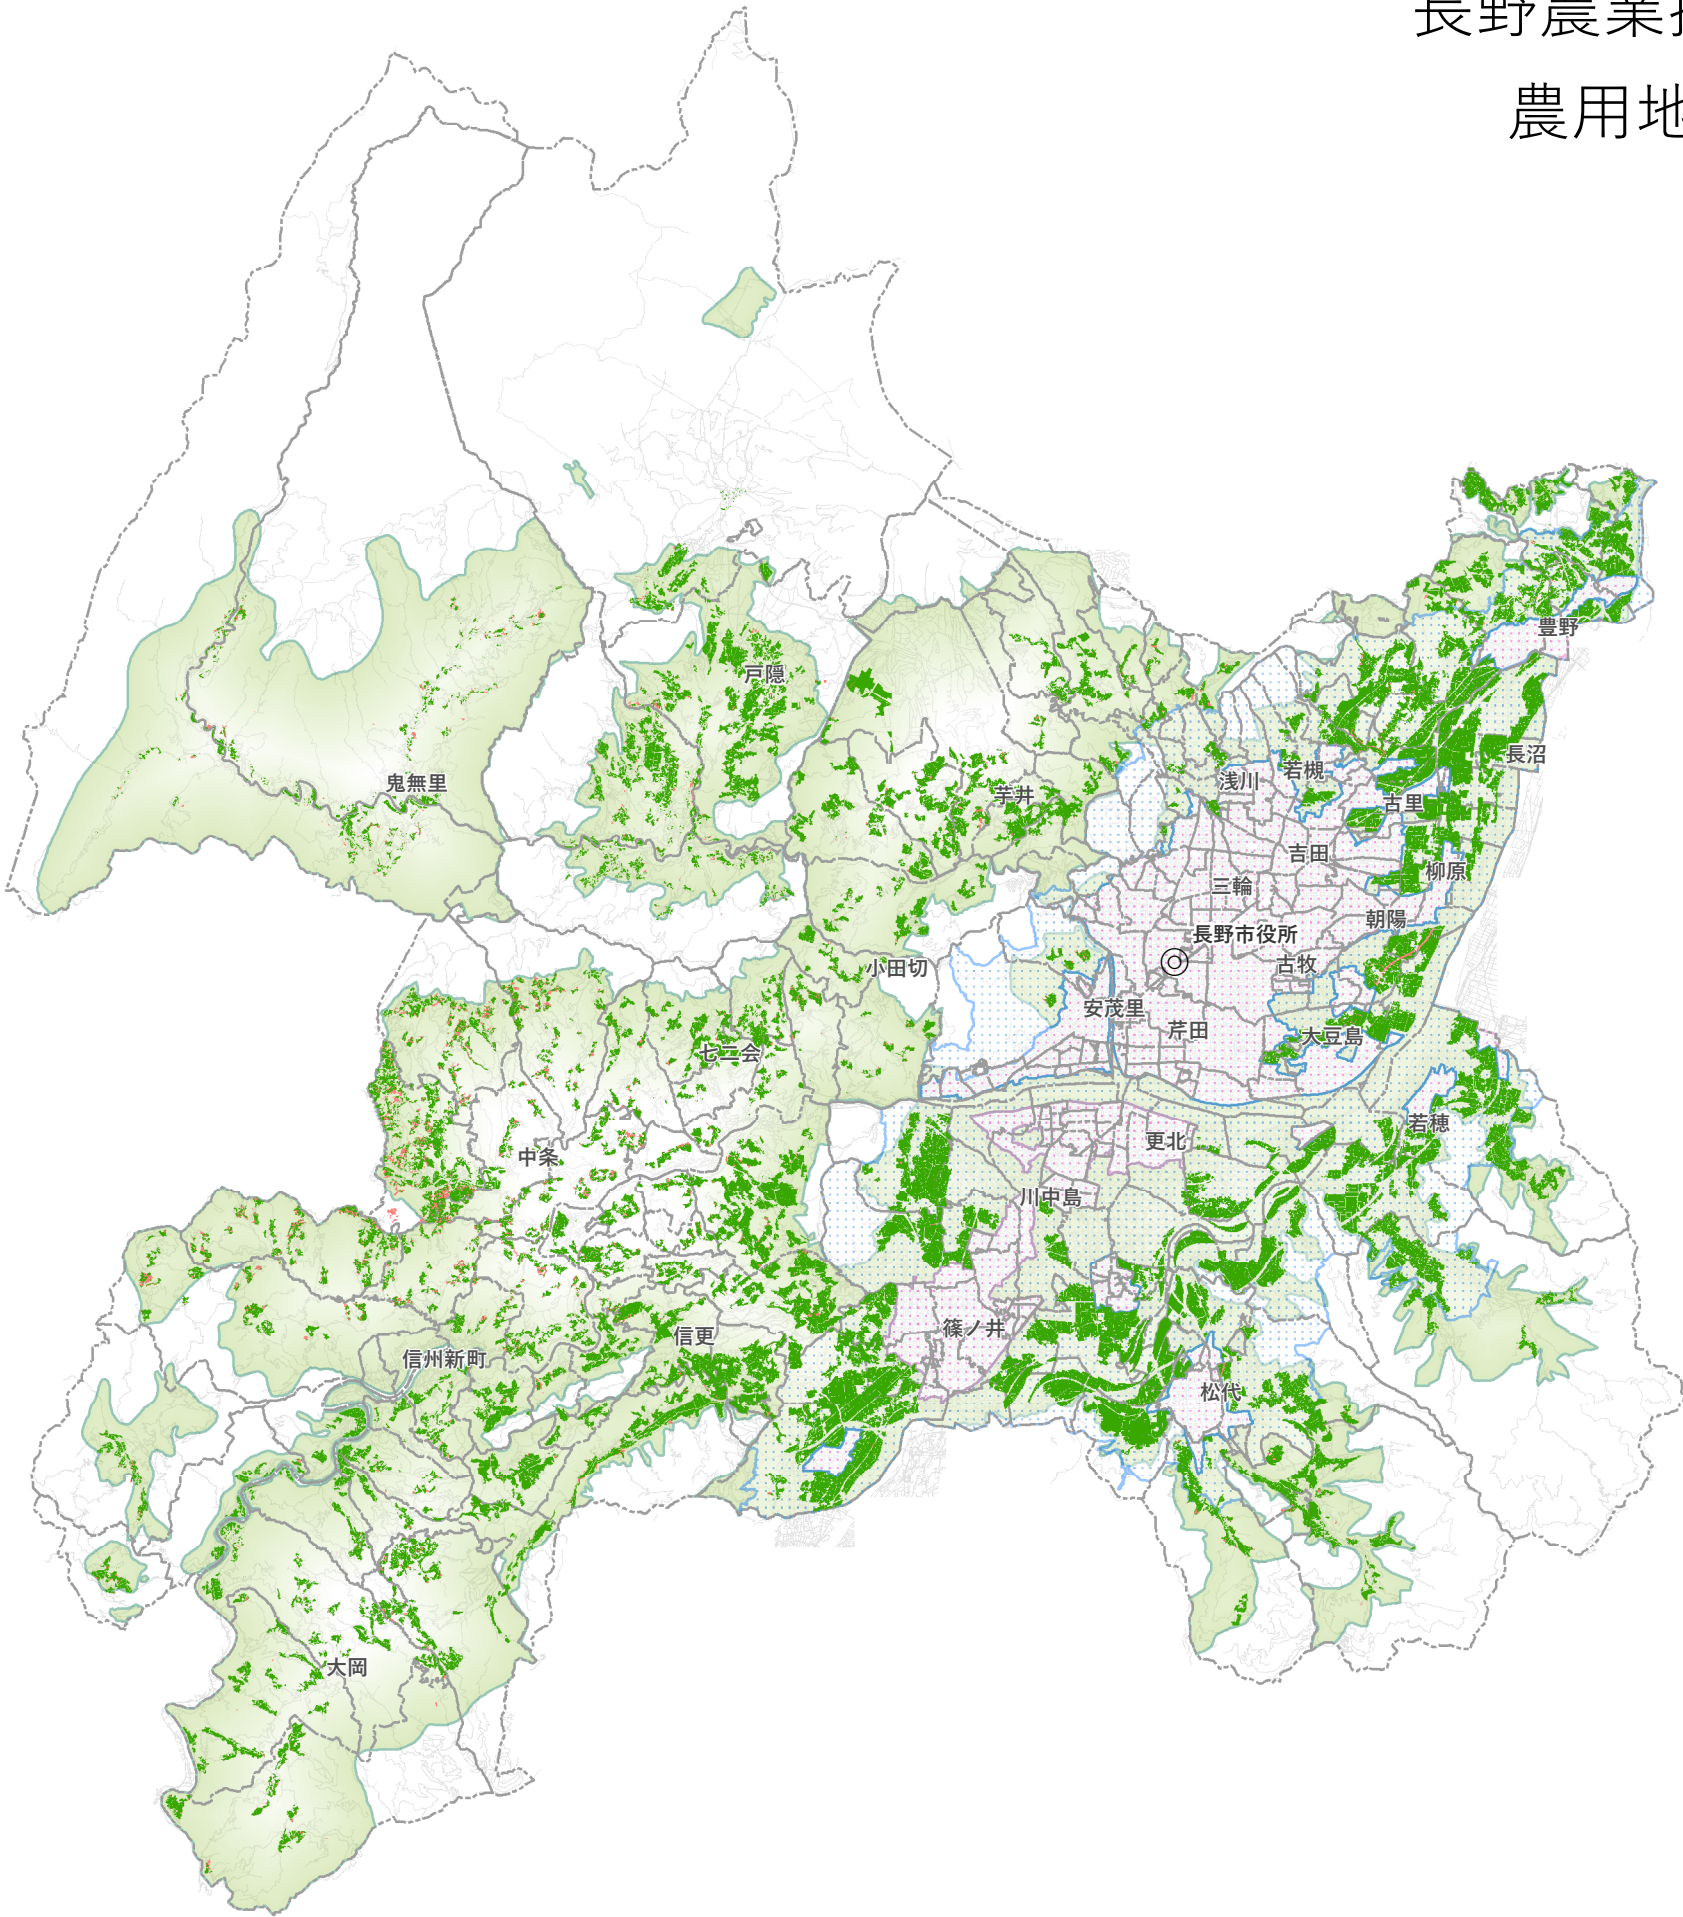 長野農業
農用地
豊野
戸隠
長沼
鬼無里
浅川
若槻
芋井
古里
吉田
柳原
三輪
朝陽
長野市役所
小田切
古牧
安茂里
芹田
大豆島
七二会
若穂
更北
中条
川中島
篠ノ井
信更
信州新町
松代
大岡